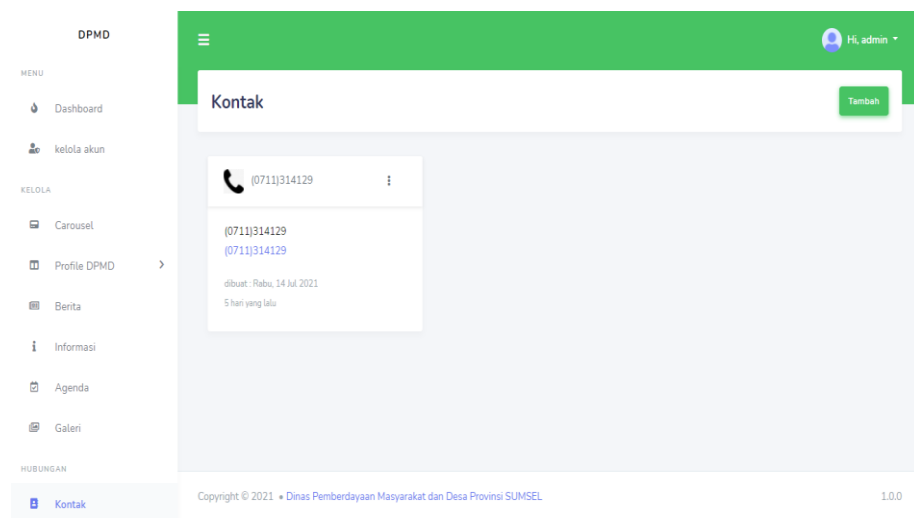 DPMD
Hi, admin
MENU
Kontak
Tambah
Dashboard
kelola akun
(0711)314129
KELOLA
Carousel
(0711)314129
(0711)314129
Profile DPMD
dibuat : Rabu, 14 Jul 2021
5 hari yang lalu
Berita
Informasi
Agenda
Galeri
HUBUNGAN
Kontak
Copyright © 2021 • Dinas Pemberdayaan Masyarakat dan Desa Provinsi SUMSEL
1.0.0